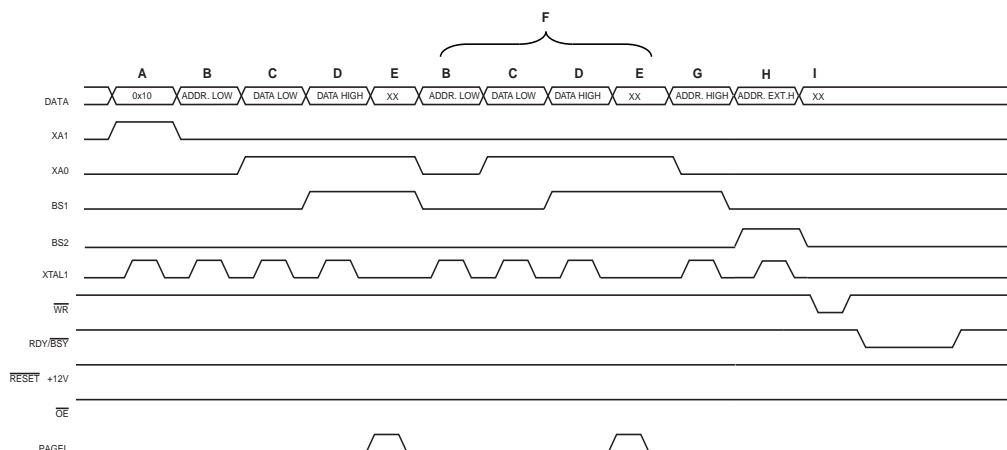 F
A B C D E B C D E G H I
DATA 0x10 ADDR. LOW DATA LOW DATA HIGH XX ADDR. LOW DATA LOW DATA HIGH XX ADDR. HIGH ADDR. EXT.H XX
XA1
XA0
BS1
BS2
XTAL1
WR
RDY/BSY
RESET +12V
OE
PAGEL